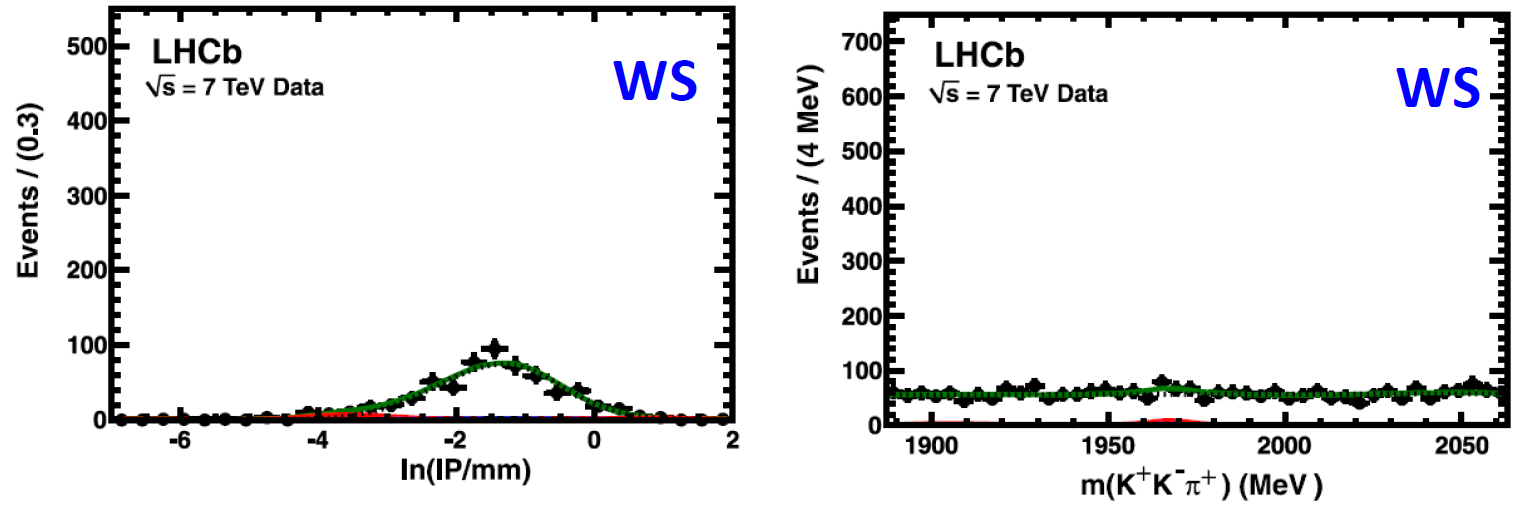 LHCb
√s = 7 TeV Data
WS
Events / (0.3)
500
400
300
200
100
0
-6 -4 -2 0 2
ln(IP/mm)
LHCb
√s = 7 TeV Data
WS
Events / (4 MeV)
700
600
500
400
300
200
100
0
1900 1950 2000 2050
m(K⁺K⁻π⁺) (MeV)